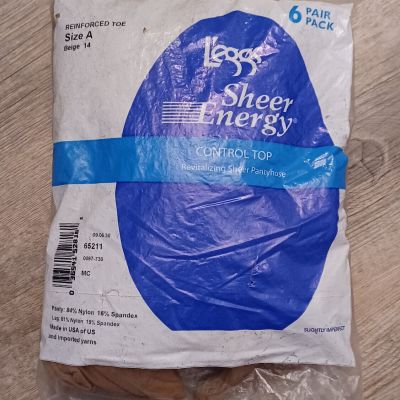 REINFORCED TOE
Size A
Beige 14
6 PAIR
PACK
L'eggs
Sheer
Energy®
CONTROL TOP
Revitalizing Sheer Pantyhose
65211
0097-730
MC
Panty: 84% Nylon 16% Spandex
Leg: 81% Nylon 19% Spandex
Made in USA of US
and imported yarns
SLIGHTLY IMPERFECT